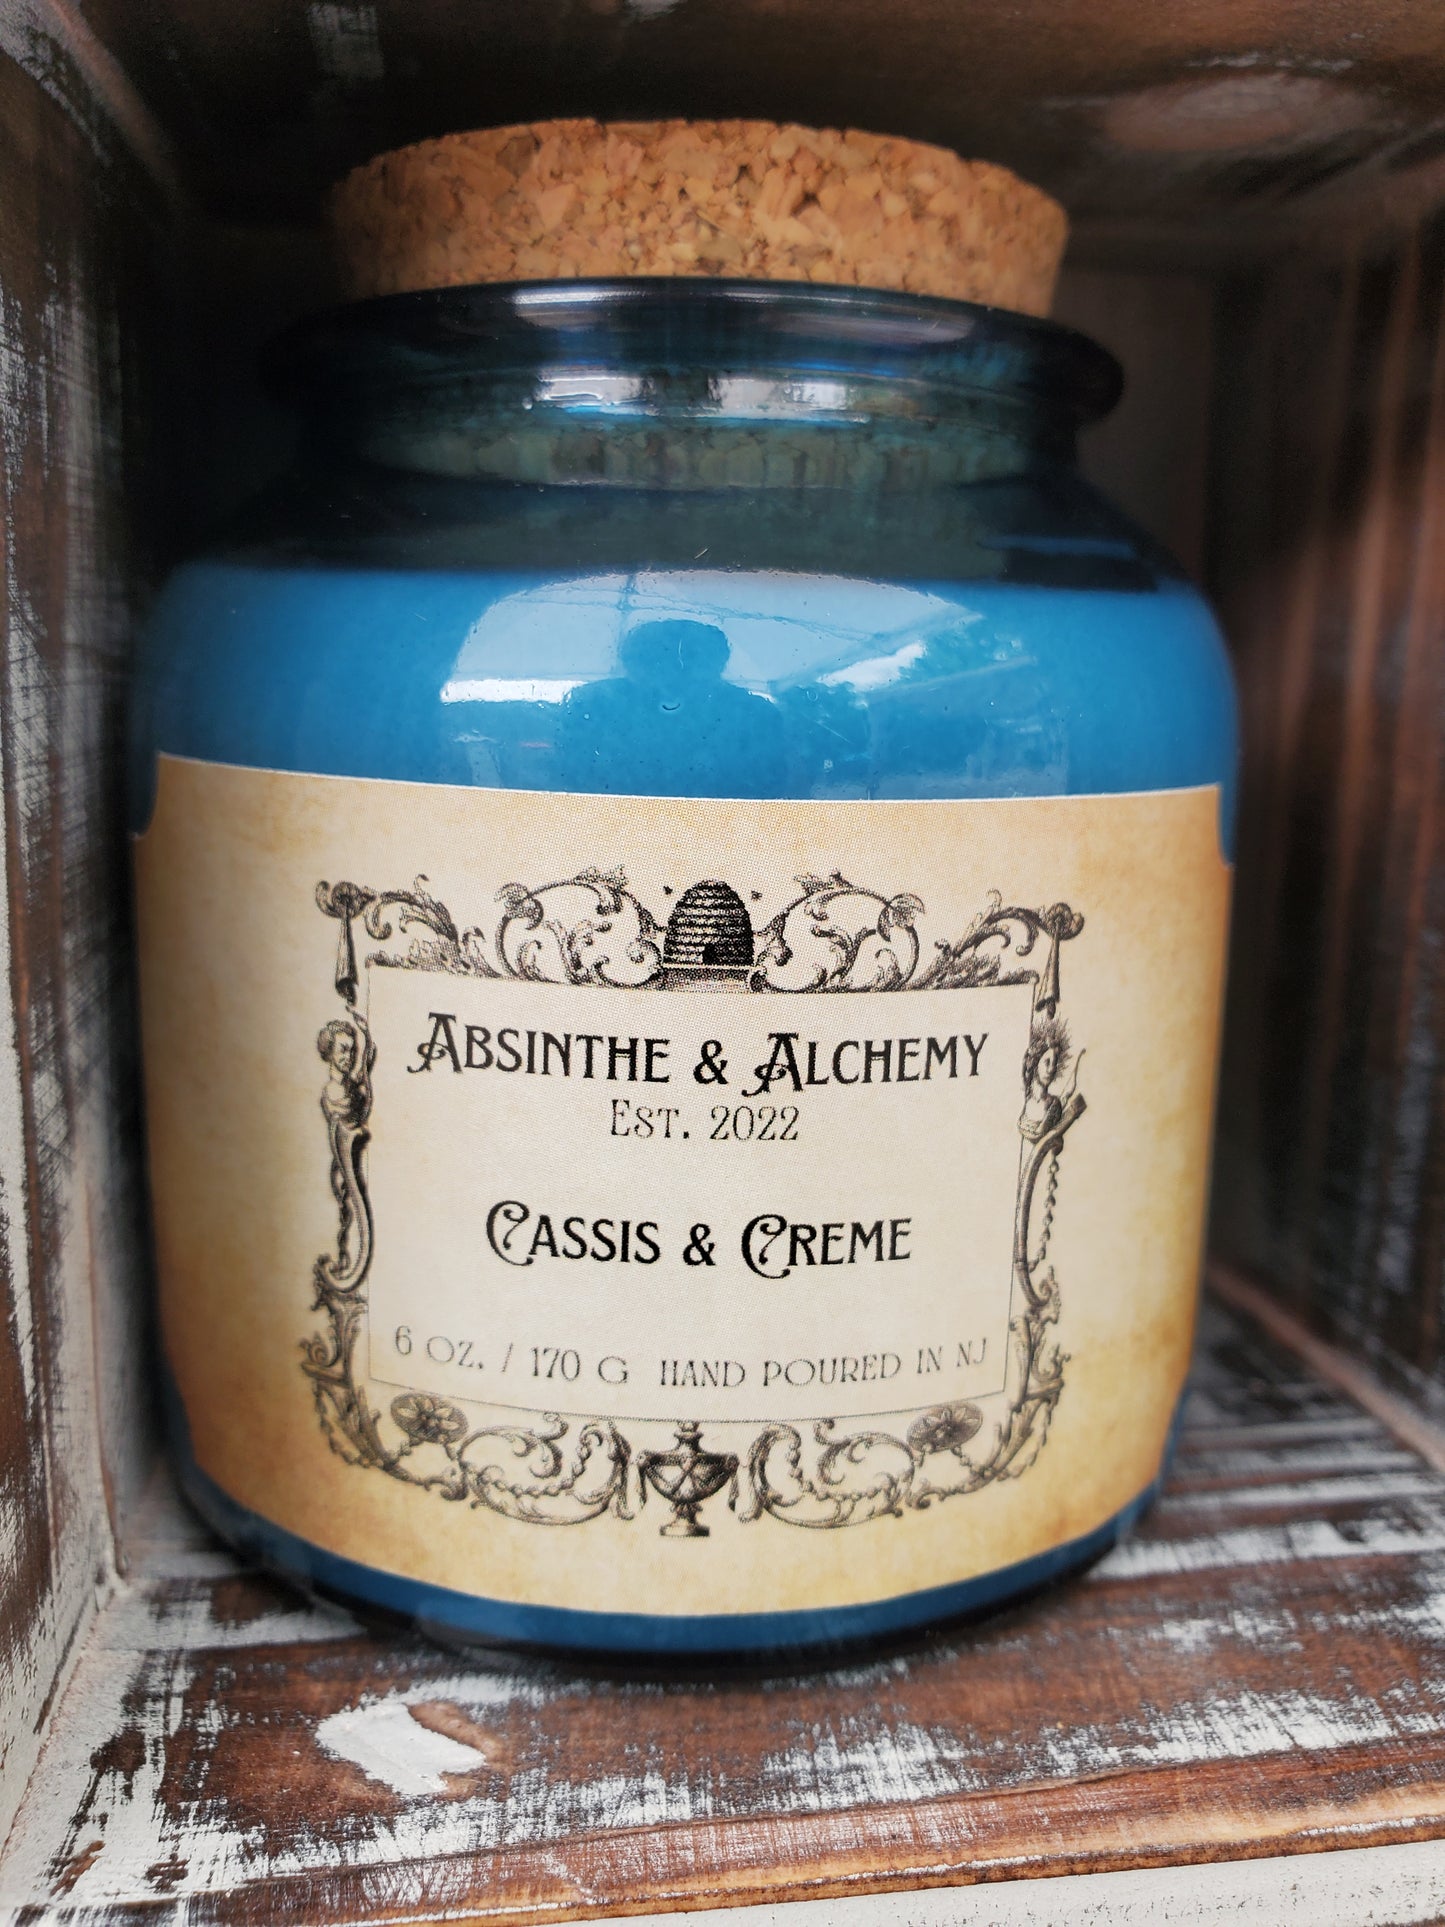 Absinthe & Alchemy
Est. 2022
Cassis & Creme
6 oz. / 170 g hand poured in NJ